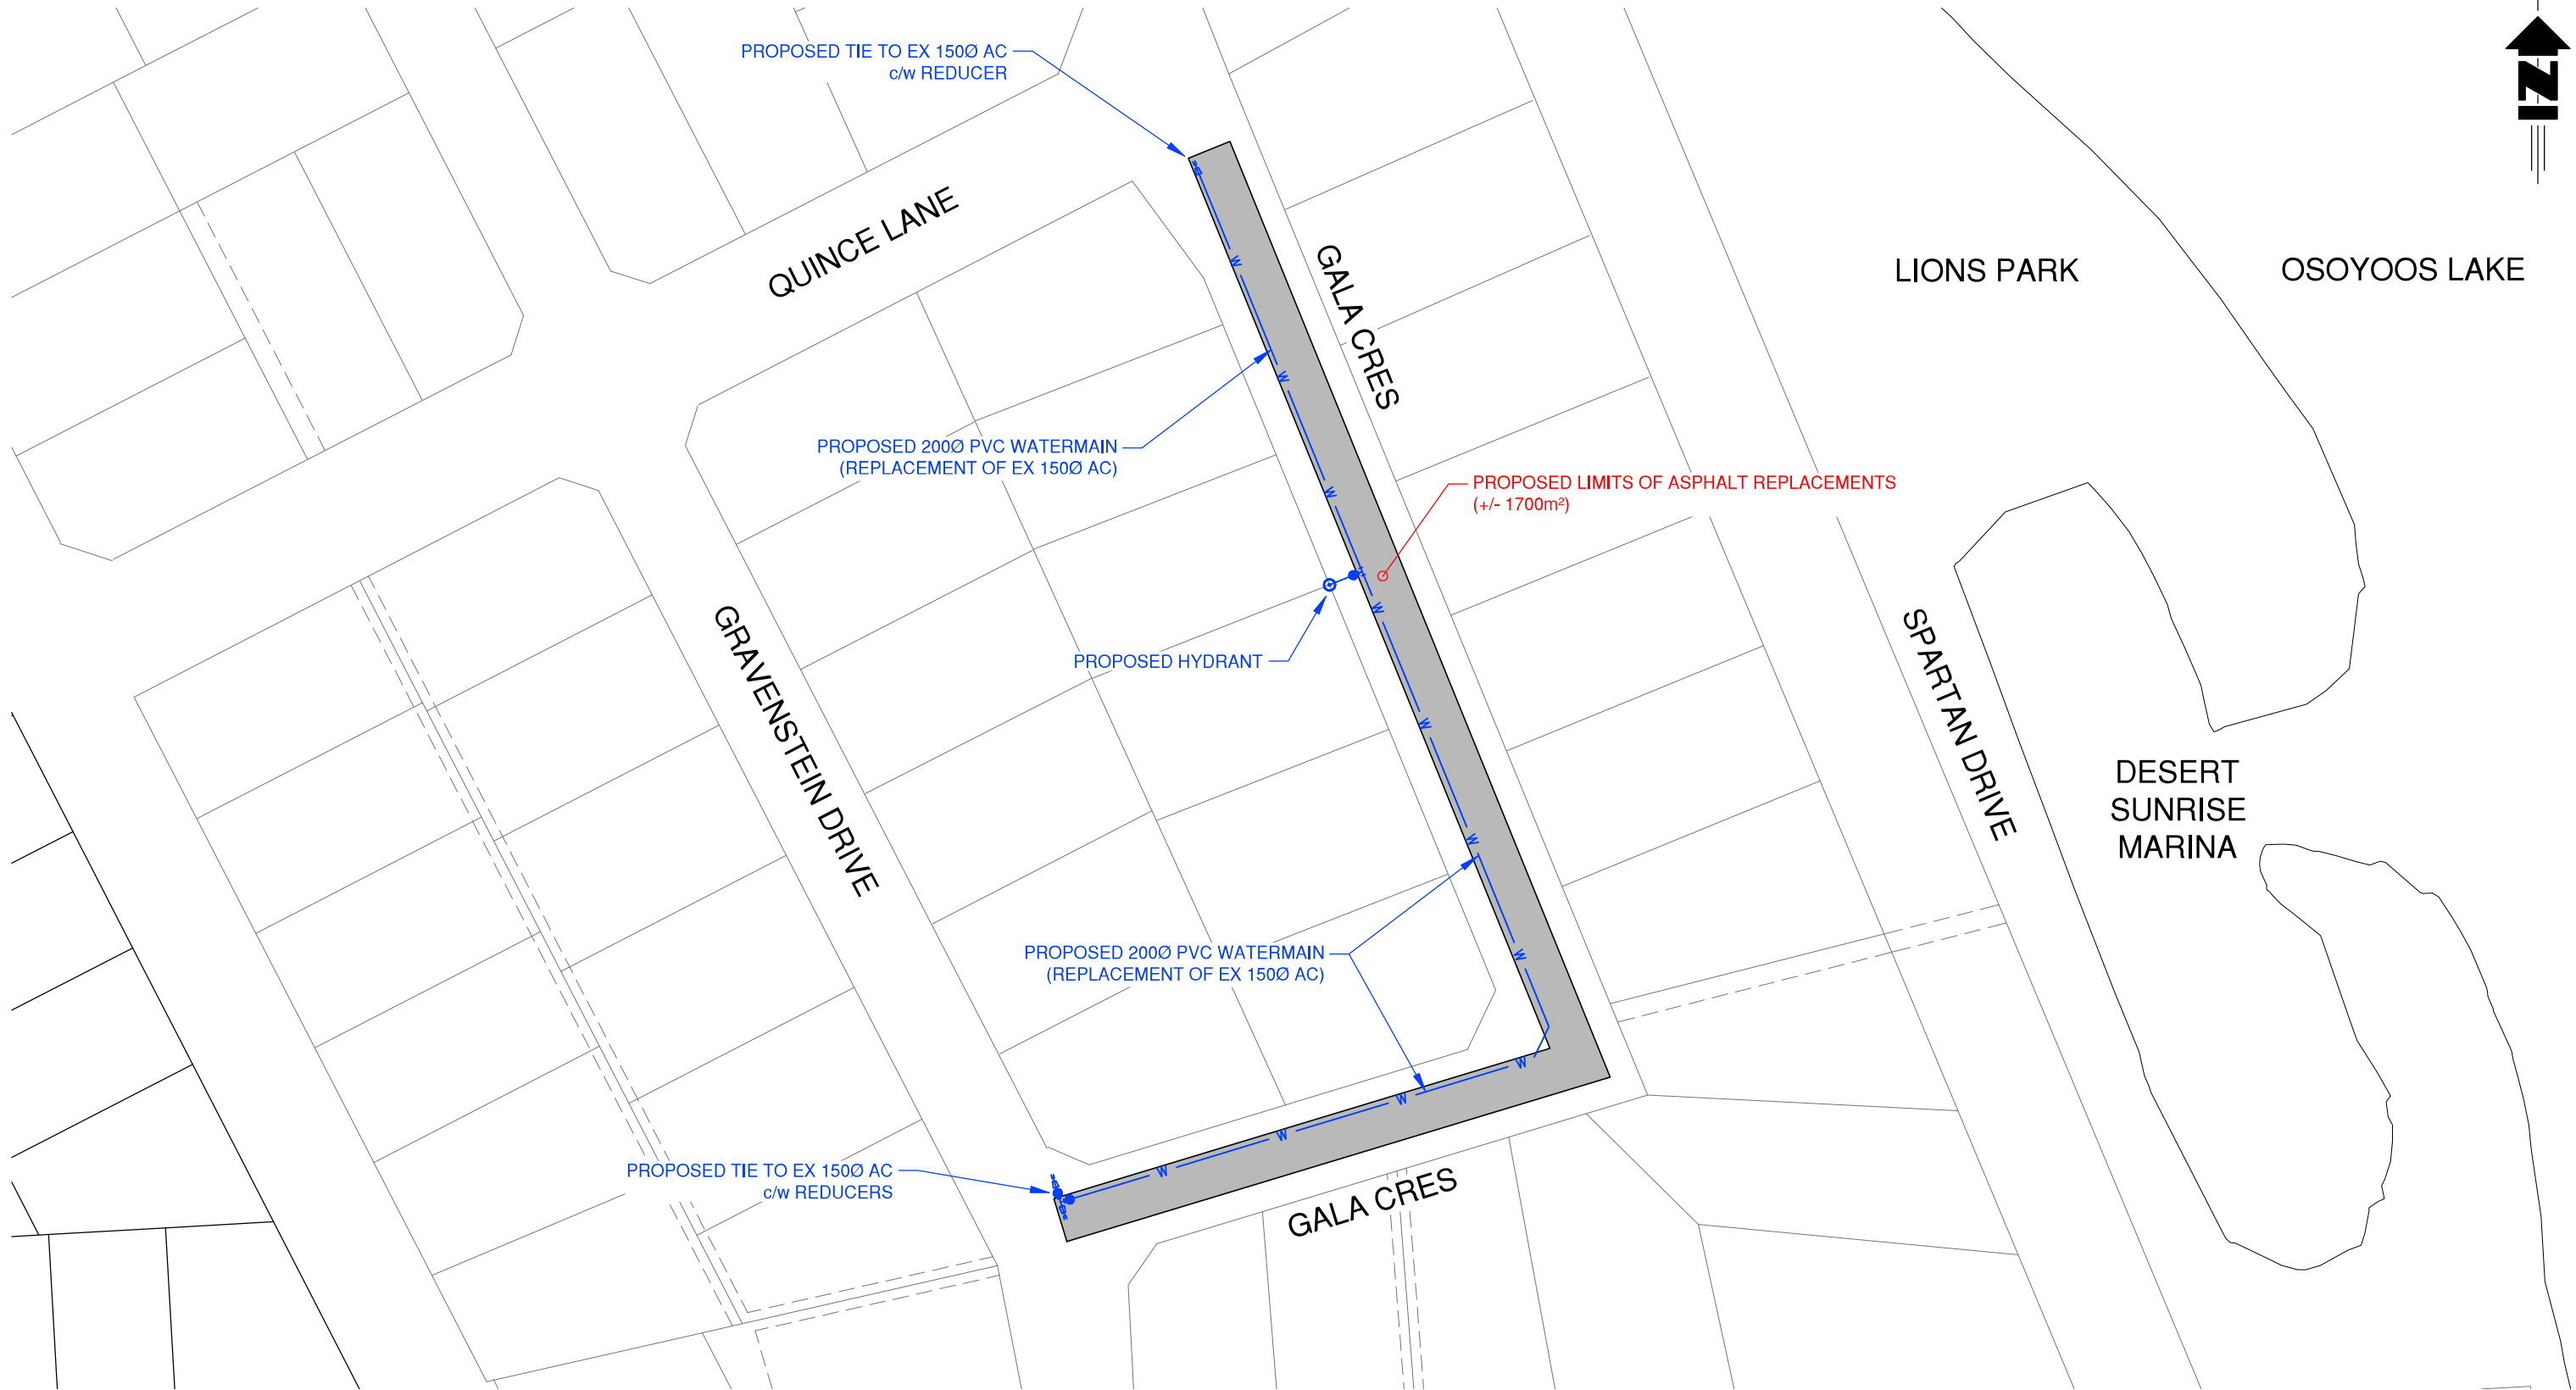 PROPOSED TIE TO EX 150Ø AC
c/w REDUCER
N
QUINCE LANE
GALA CRES
LIONS PARK
OSOYOOS LAKE
PROPOSED 200Ø PVC WATERMAIN
(REPLACEMENT OF EX 150Ø AC)
PROPOSED LIMITS OF ASPHALT REPLACEMENTS
(+/- 1700m²)
PROPOSED HYDRANT
GRAVENSTEIN DRIVE
SPARTAN DRIVE
DESERT
SUNRISE
MARINA
PROPOSED 200Ø PVC WATERMAIN
(REPLACEMENT OF EX 150Ø AC)
PROPOSED TIE TO EX 150Ø AC
c/w REDUCERS
GALA CRES
W
W
W
W
W
W
W
W
W
W
W
W